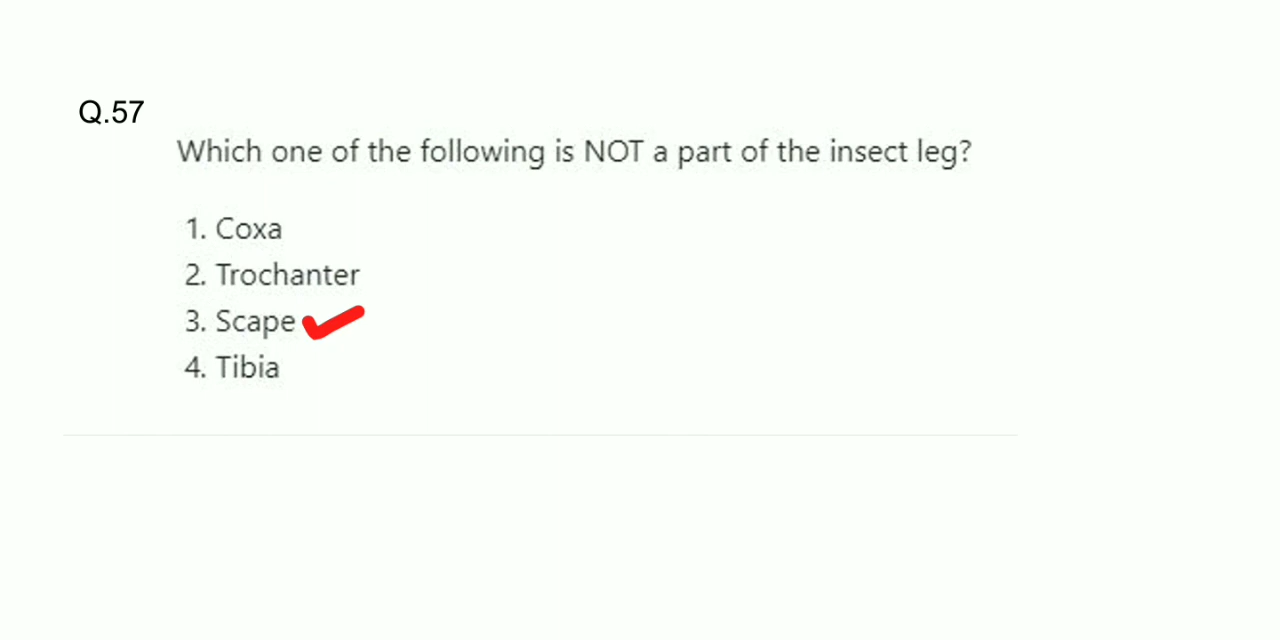 Q.57
Which one of the following is NOT a part of the insect leg?
1. Coxa
2. Trochanter
3. Scape
4. Tibia